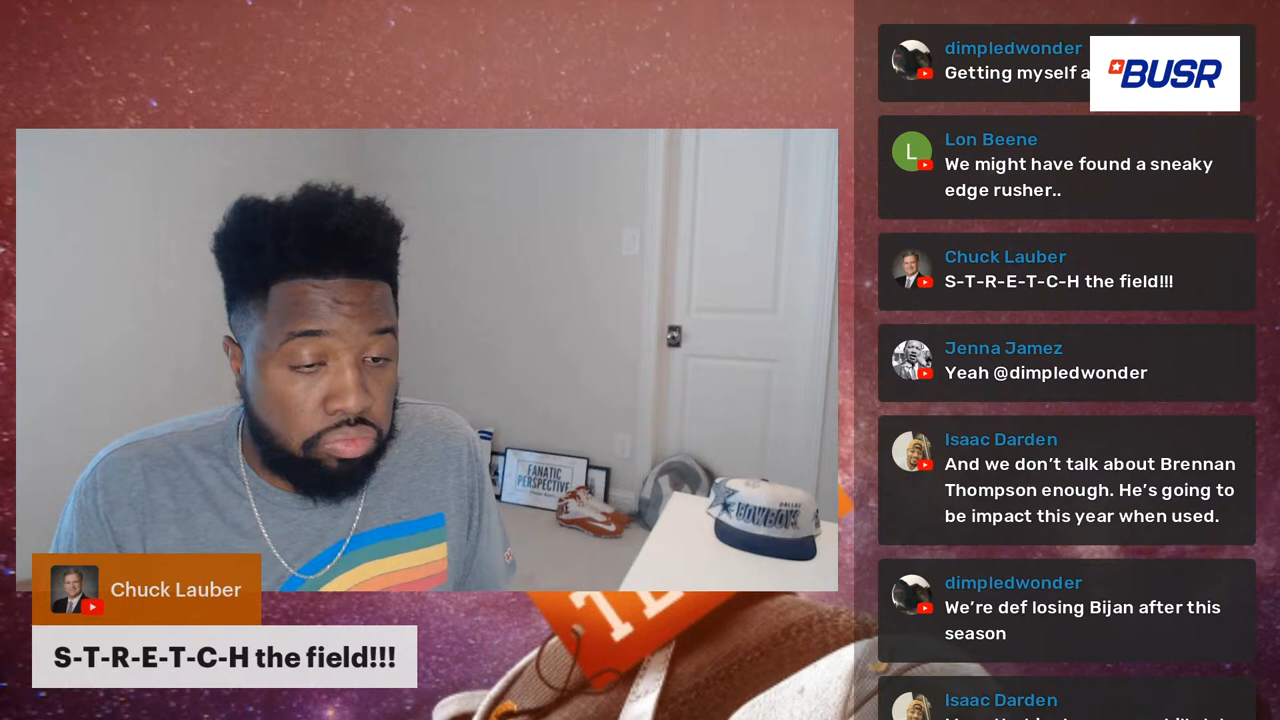 dimpledwonder
Getting myself a
BUSR
Lon Beene
We might have found a sneaky
edge rusher..
Chuck Lauber
S-T-R-E-T-C-H the field!!!
Jenna Jamez
Yeah @dimpledwonder
Isaac Darden
And we don’t talk about Brennan
Thompson enough. He’s going to
be impact this year when used.
dimpledwonder
We’re def losing Bijan after this
season
Isaac Darden
L
FANATIC
PERSPECTIVE
DALLAS
COWBOYS
Chuck Lauber
S-T-R-E-T-C-H the field!!!